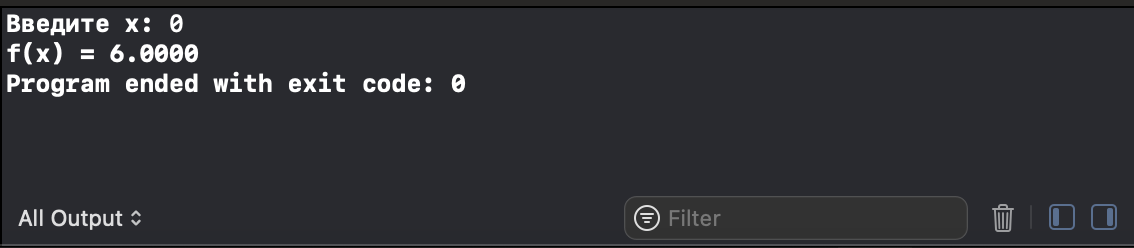 Введите x: 0
f(x) = 6.0000
Program ended with exit code: 0
All Output
Filter